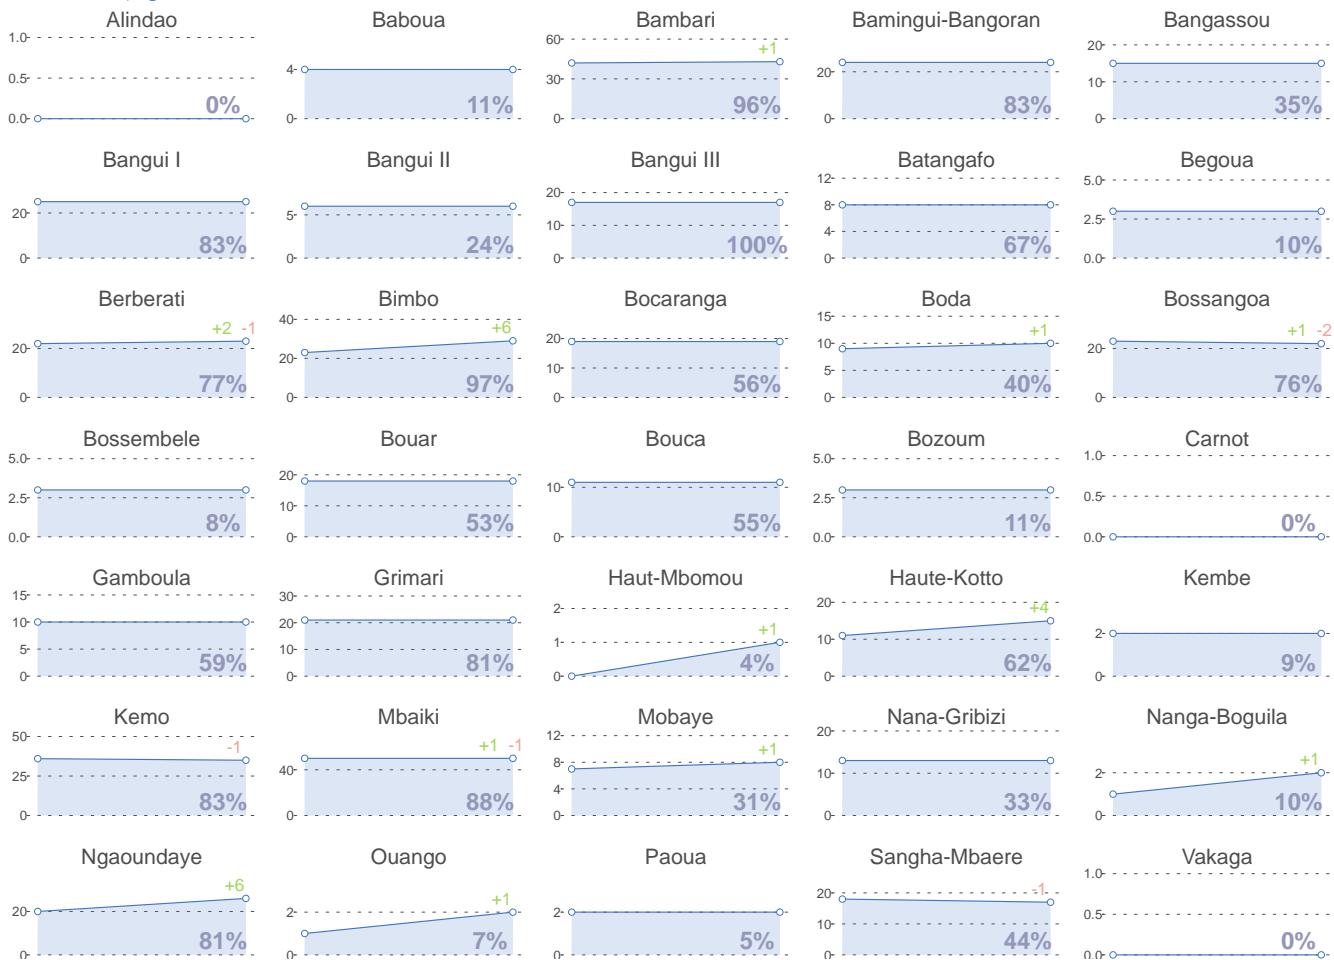 Alindao Baboua Bambari Bamingui-Bangoran Bangassou
1.0 60 20
+1
0.5 4 30 20 10
0% 11% 96% 83% 35%
0.0 0 0 0 0
Bangui I Bangui II Bangui III Batangafo Begoua
20 5 20 10 12 8 4 5.0 2.5
83% 24% 100% 67% 10%
0 0 0 0 0.0
Berberati Bimbo Bocaranga Boda Bossangoa
+2 -1 +6 +1 +1 -2
20 40 20 20 10 15 10 5 20
77% 97% 56% 40% 76%
0 0 0 0 0
Bossembele Bouar Bouca Bozoum Carnot
5.0 2.5 20 10 10 5.0 2.5 1.0 0.5
8% 53% 55% 11% 0%
0.0 0 0 0.0 0.0
Gamboula Grimari Haut-Mbomou Haute-Kotto Kembe
15 10 5 30 20 10 2 1 20 10 2
+1 +4
59% 81% 4% 62% 9%
0 0 0 0 0
Kemo Mbaiki Mobaye Nana-Gribizi Nanga-Boguila
-1 +1 -1 +1 +1
50 25 40 12 8 4 20 10 2
83% 88% 31% 33% 10%
0 0 0 0 0
Ngaoundaye Ouango Paoua Sangha-Mbaere Vakaga
+6 +1 -1
20 2 2 20 10 1.0 0.5
81% 7% 5% 44% 0%
0 0 0 0 0.0